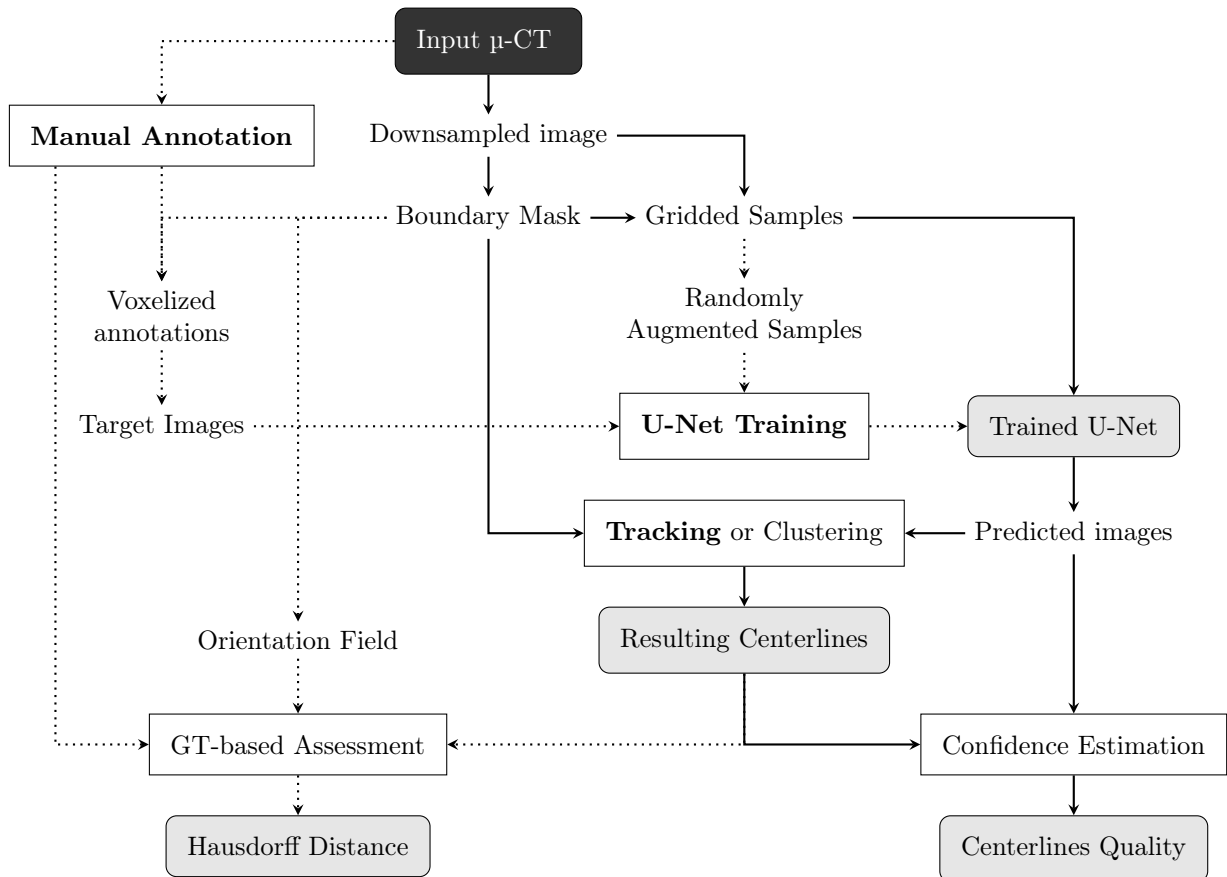 Input µ-CT
Manual Annotation
Downsampled image
Boundary Mask
Gridded Samples
Voxelized
annotations
Randomly
Augmented Samples
Target Images
U-Net Training
Trained U-Net
Tracking or Clustering
Predicted images
Orientation Field
Resulting Centerlines
GT-based Assessment
Confidence Estimation
Hausdorff Distance
Centerlines Quality